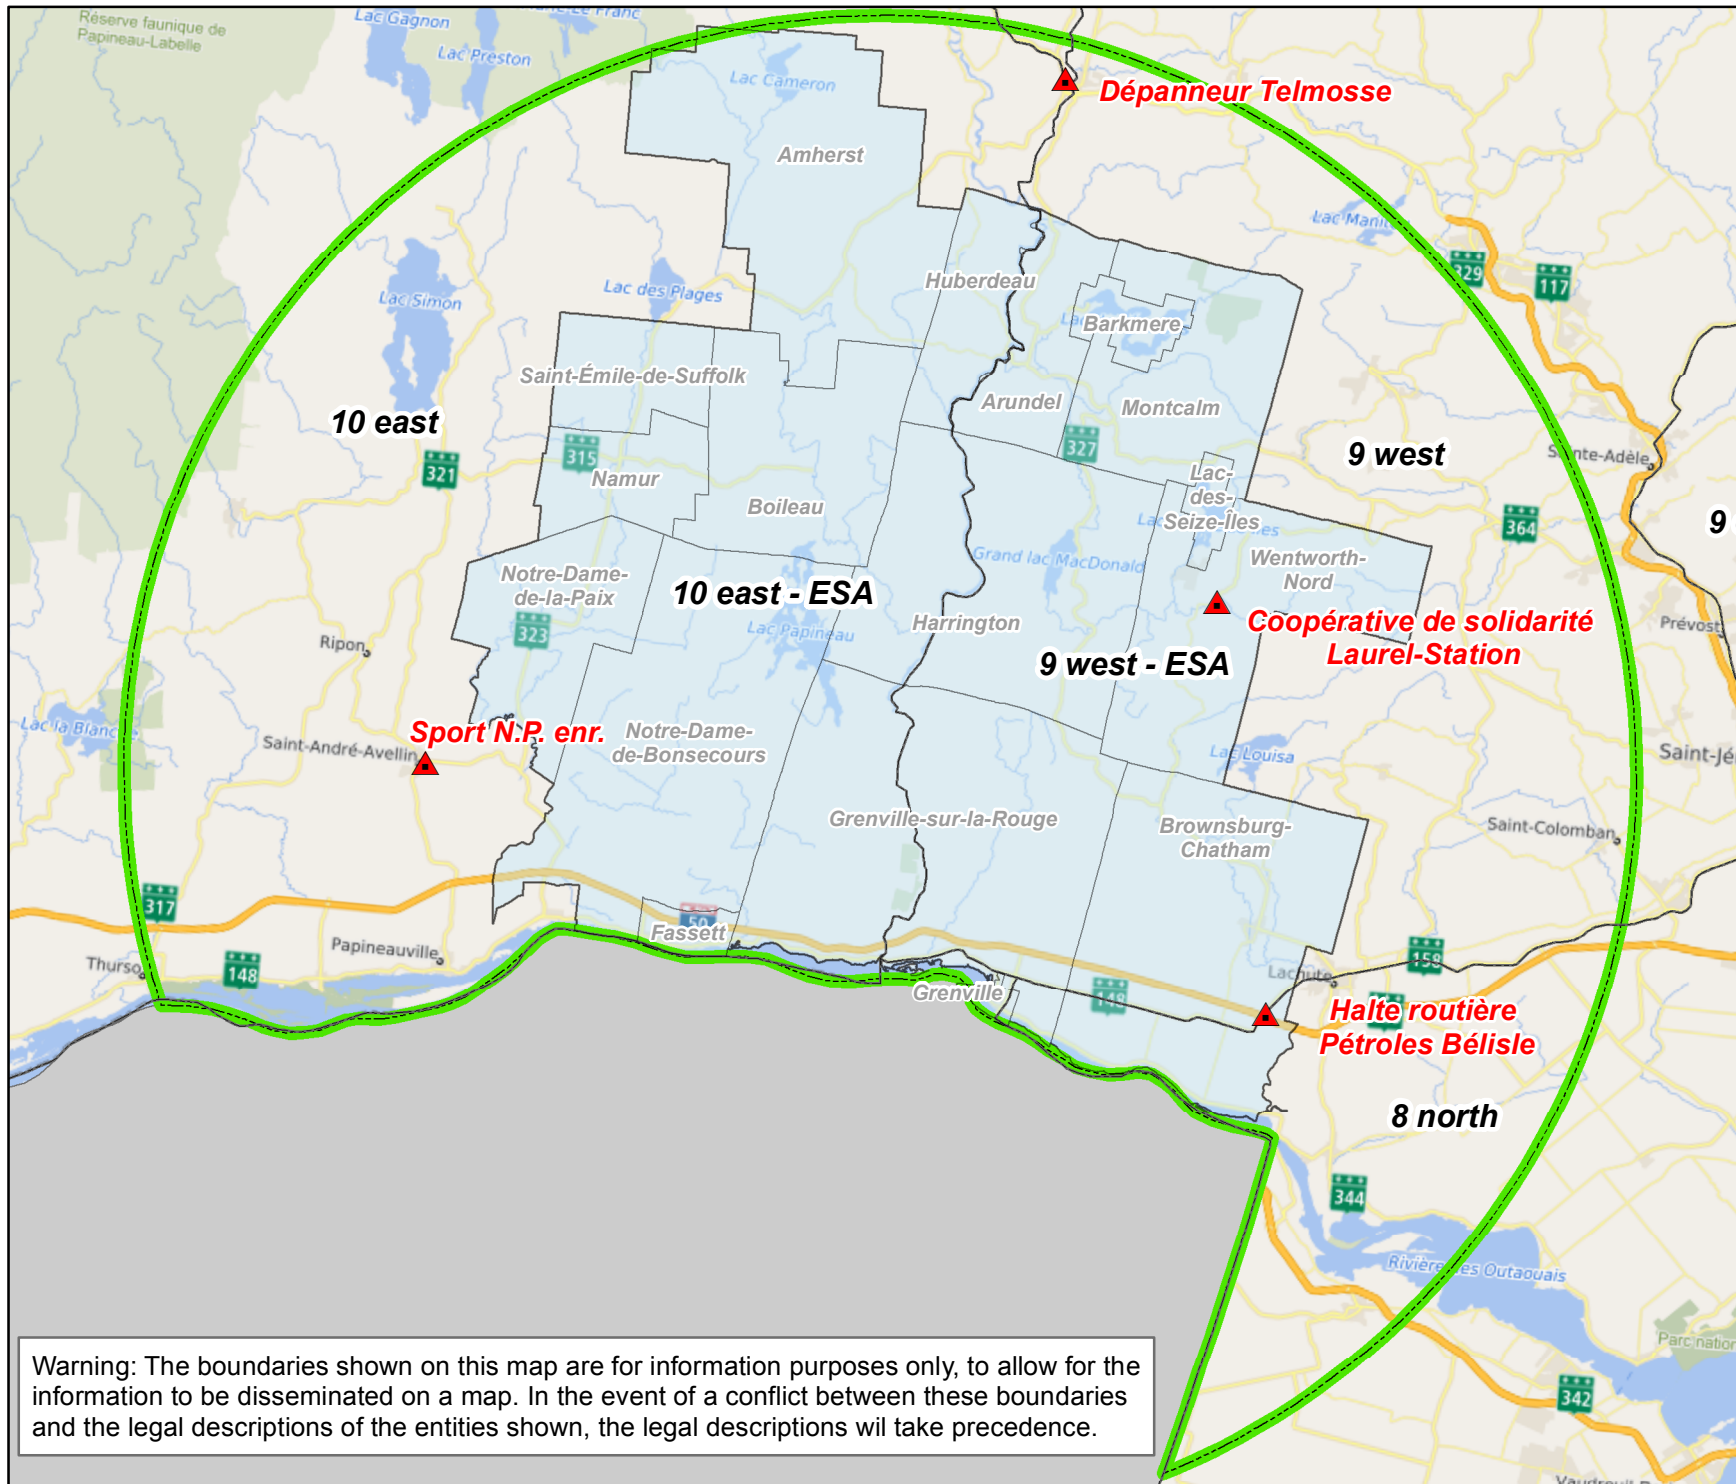 Réserve faunique de
Papineau-Labelle
Lac Gagnon
Le Franc
Lac Preston
Lac Cameron
Dépanneur Telmosse
Amherst
Lac Simon
Lac des Plages
Huberdeau
Barkmere
329
117
Saint-Émile-de-Suffolk
Arundel
Montcalm
10 east
9 west
Sainte-Adèle
321
315
327
Namur
Boileau
Lac-
des-
Seize-Îles
364
9
Grand lac MacDonald
Wentworth-
Nord
Notre-Dame-
de-la-Paix
10 east - ESA
Lac Papineau
Harrington
Coopérative de solidarité
Laurel-Station
323
Ripon
Prévost
9 west - ESA
Lac la Blanche
Saint-André-Avellin
Sport N.P. enr.
Notre-Dame-
de-Bonsecours
Lac Louisa
Saint-Jé
Grenville-sur-la-Rouge
Brownsburg-
Chatham
Saint-Colomban
317
50
Fassett
Papineauville
Thurso
148
158
Lachute
Grenville
148
Halte routière
Pétroles Bélisle
8 north
344
Rivière des Outaouais
Parc nation
342
Vaudreuil-D
Warning: The boundaries shown on this map are for information purposes only, to allow for the
information to be disseminated on a map. In the event of a conflict between these boundaries
and the legal descriptions of the entities shown, the legal descriptions wil take precedence.